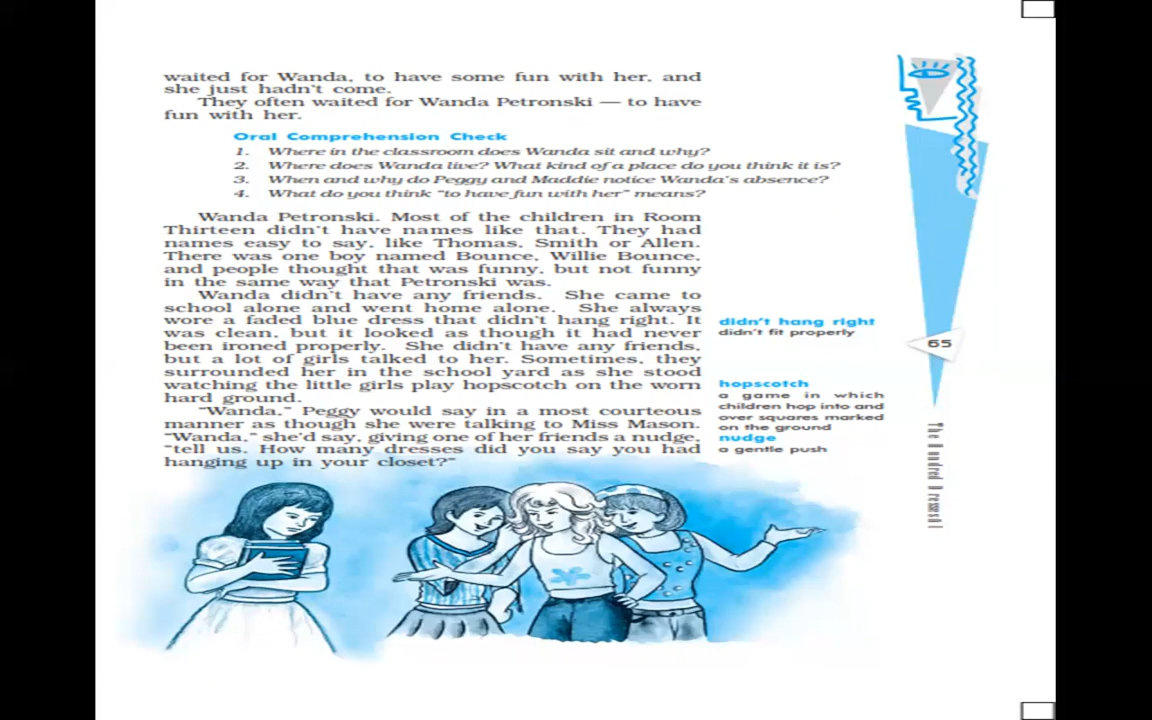 waited for Wanda, to have some fun with her, and
she just hadn't come.
They often waited for Wanda Petronski — to have
fun with her.
Oral Comprehension Check
1. Where in the classroom does Wanda sit and why?
2. Where does Wanda live? What kind of a place do you think it is?
3. When and why do Peggy and Maddie notice Wanda's absence?
4. What do you think “to have fun with her” means?
Wanda Petronski. Most of the children in Room
Thirteen didn't have names like that. They had
names easy to say, like Thomas, Smith or Allen.
There was one boy named Bounce, Willie Bounce,
and people thought that was funny, but not funny
in the same way that Petronski was.
Wanda didn't have any friends. She came to
school alone and went home alone. She always
wore a faded blue dress that didn't hang right. It
was clean, but it looked as though it had never
been ironed properly. She didn't have any friends,
but a lot of girls talked to her. Sometimes, they
surrounded her in the school yard as she stood
watching the little girls play hopscotch on the worn
hard ground.
“Wanda,” Peggy would say in a most courteous
manner as though she were talking to Miss Mason.
“Wanda,” she'd say, giving one of her friends a nudge,
“tell us. How many dresses did you say you had
hanging up in your closet?”
didn't hang right
didn't fit properly
hopscotch
a game in which
children hop into and
over squares marked
on the ground
nudge
a gentle push
65
The Hundred Dresses–I